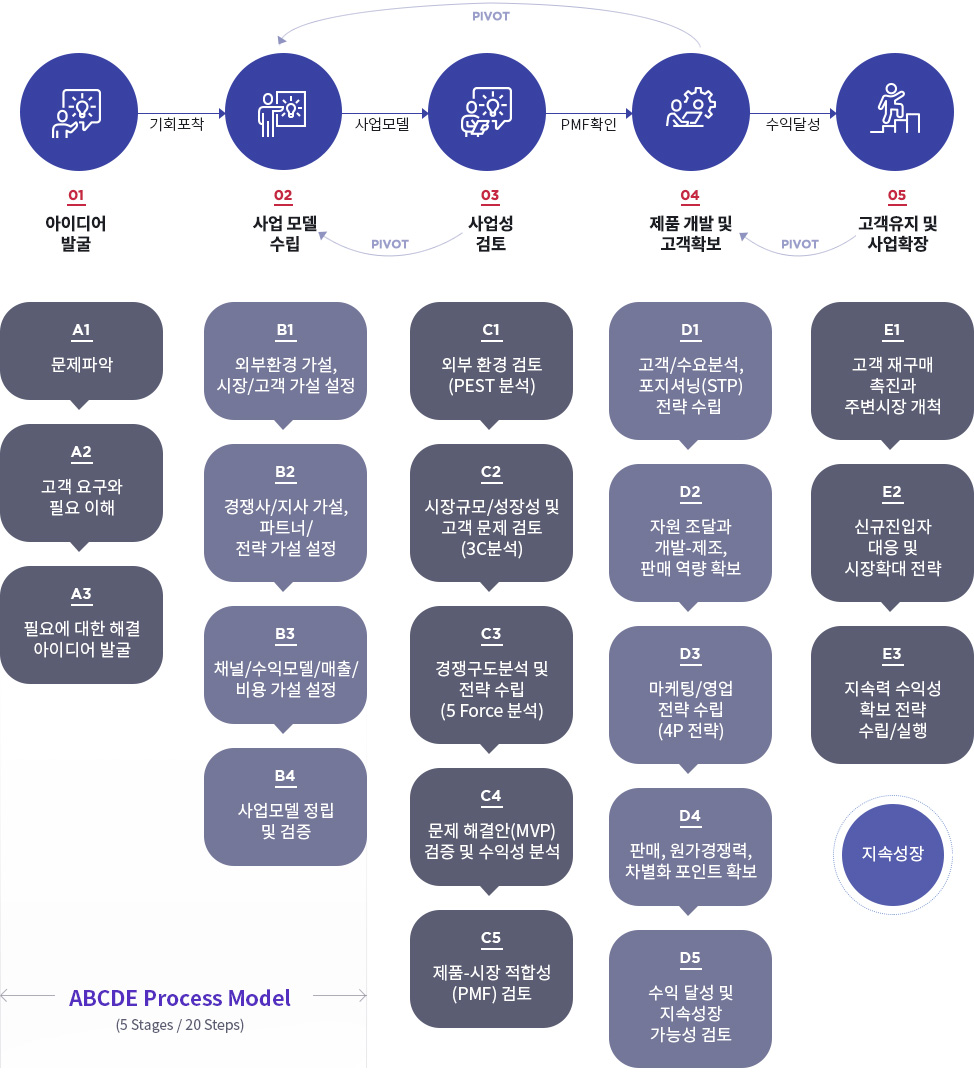 PIVOT
기회포착
사업모델
PMF확인
수익달성
01
아이디어
발굴
02
사업 모델
수립
03
사업성
검토
04
제품 개발 및
고객확보
05
고객유지 및
사업확장
PIVOT
PIVOT
A1
문제파악
A2
고객 요구와
필요 이해
A3
필요에 대한 해결
아이디어 발굴
B1
외부환경 가설,
시장/고객 가설 설정
B2
경쟁사/지사 가설,
파트너/
전략 가설 설정
B3
채널/수익모델/매출/
비용 가설 설정
B4
사업모델 정립
및 검증
C1
외부 환경 검토
(PEST 분석)
C2
시장규모/성장성 및
고객 문제 검토
(3C분석)
C3
경쟁구도분석 및
전략 수립
(5 Force 분석)
C4
문제 해결안(MVP)
검증 및 수익성 분석
C5
제품-시장 적합성
(PMF) 검토
D1
고객/수요분석,
포지셔닝(STP)
전략 수립
D2
자원 조달과
개발-제조,
판매 역량 확보
D3
마케팅/영업
전략 수립
(4P 전략)
D4
판매, 원가경쟁력,
차별화 포인트 확보
D5
수익 달성 및
지속성장
가능성 검토
E1
고객 재구매
촉진과
주변시장 개척
E2
신규진입자
대응 및
시장확대 전략
E3
지속력 수익성
확보 전략
수립/실행
지속성장
ABCDE Process Model
(5 Stages / 20 Steps)